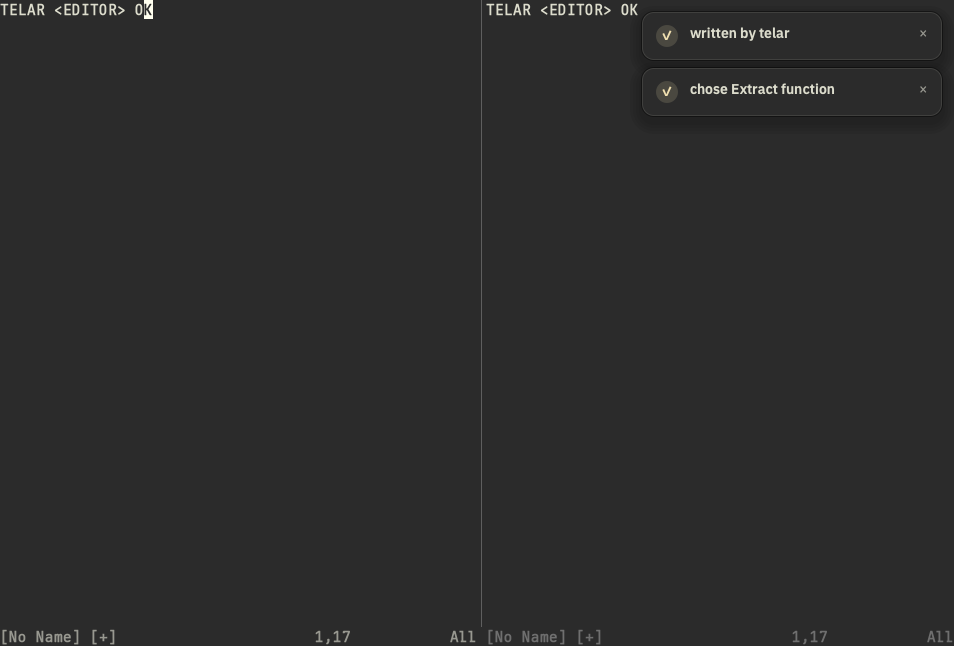 TELAR <EDITOR> OK
TELAR <EDITOR> OK
✓ written by telar ×
✓ chose Extract function ×
[No Name] [+] 1,17 All
[No Name] [+] 1,17 All